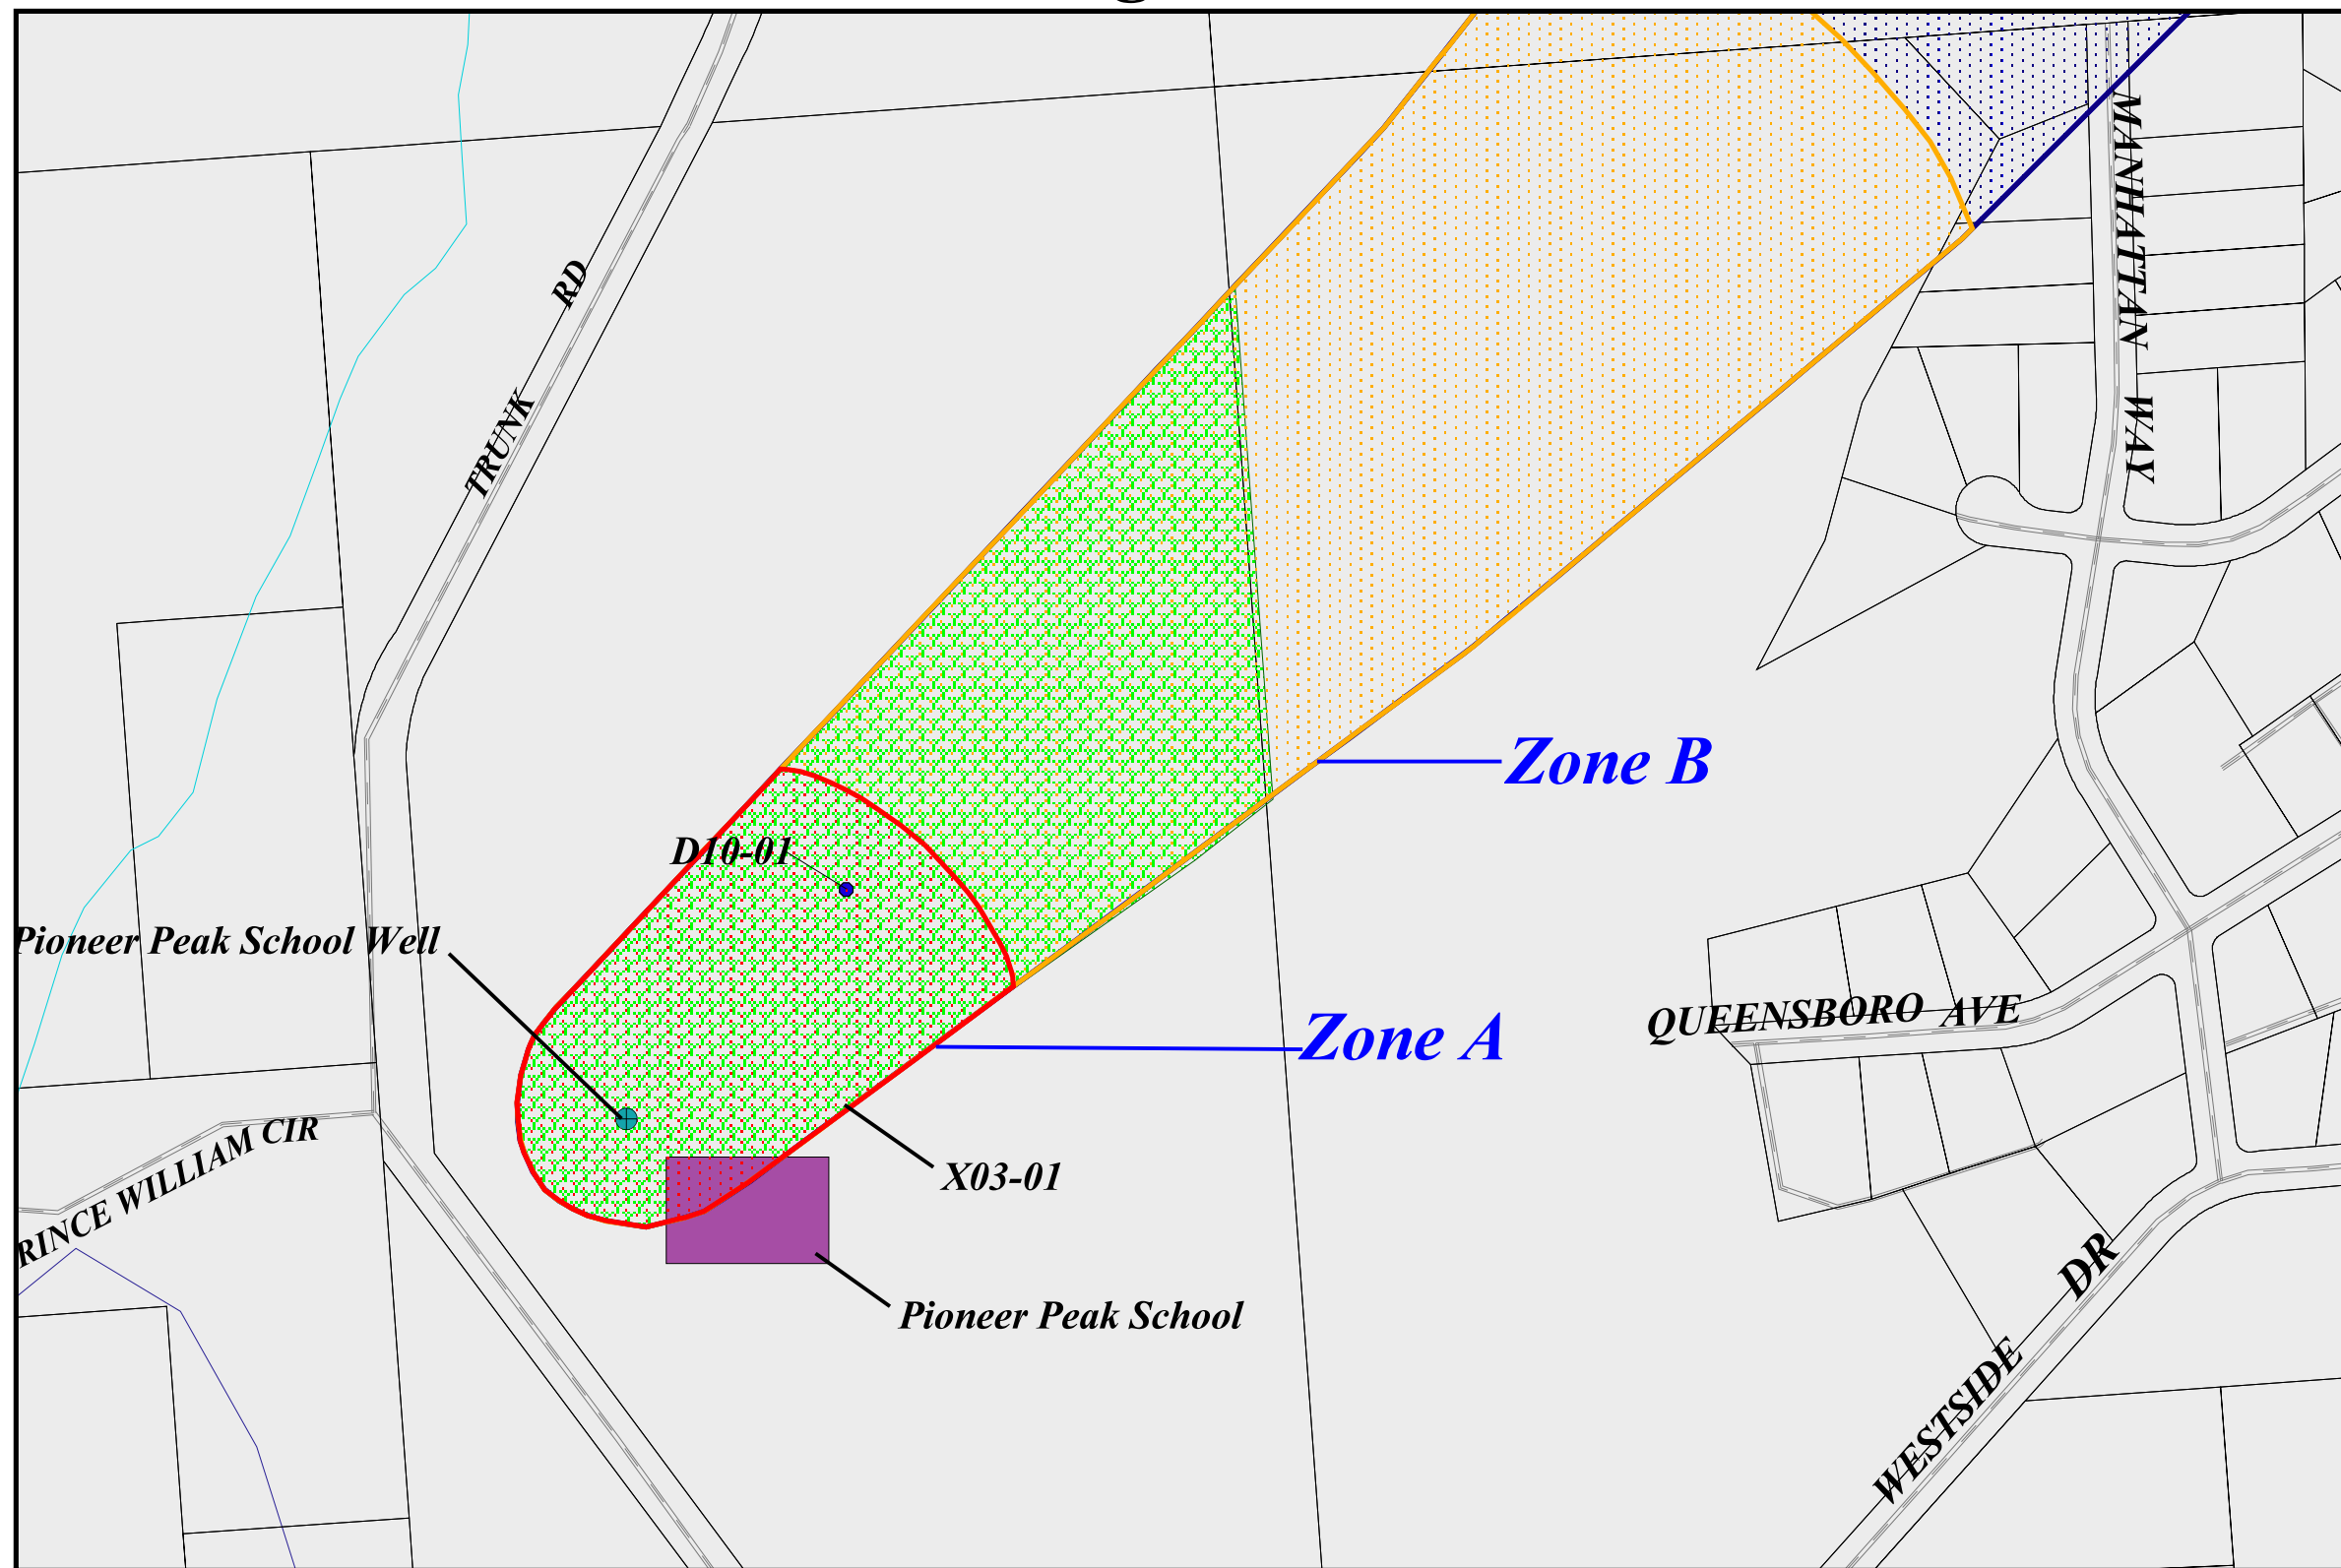 MANHATTAN WAY
TRUNK RD
Zone B
D10-01
Pioneer Peak School Well
QUEENSBORO AVE
Zone A
RINCE WILLIAM CIR
X03-01
Pioneer Peak School
WESTSIDE DR